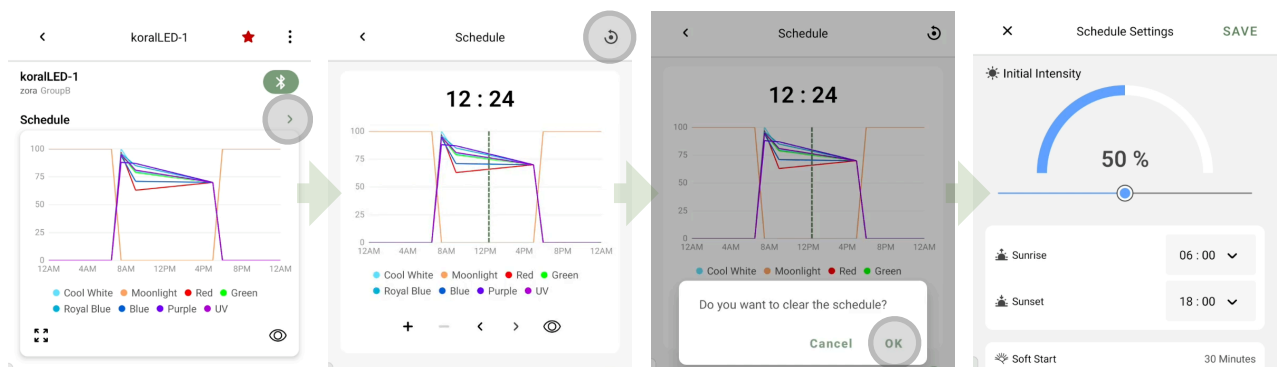 koralLED-1
koralLED-1
zora GroupB
Schedule
100
75
50
25
0
12AM 4AM 8AM 12PM 4PM 8PM 12AM
Cool White Moonlight Red Green
Royal Blue Blue Purple UV
Schedule
12 : 24
100
75
50
25
0
12AM 4AM 8AM 12PM 4PM 8PM 12AM
Cool White Moonlight Red Green
Royal Blue Blue Purple UV
Schedule
12 : 24
100
75
50
25
0
12AM 4AM 8AM 12PM 4PM 8PM 12AM
Cool White Moonlight Red Green
Do you want to clear the schedule?
Cancel OK
Schedule Settings SAVE
Initial Intensity
50 %
Sunrise 06 : 00
Sunset 18 : 00
Soft Start 30 Minutes